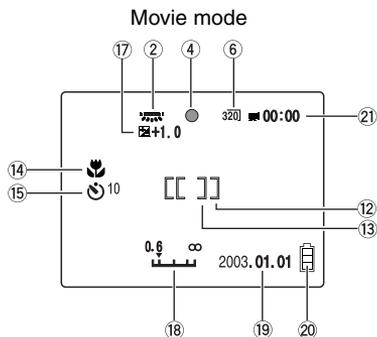 Movie mode
⑰ ② ④ ⑥
320 00:00 ㉑
+1.0
⑭
⑮ 10
⑫
⑬
0.6 ∞
2003.01.01
⑱ ⑲ ⑳